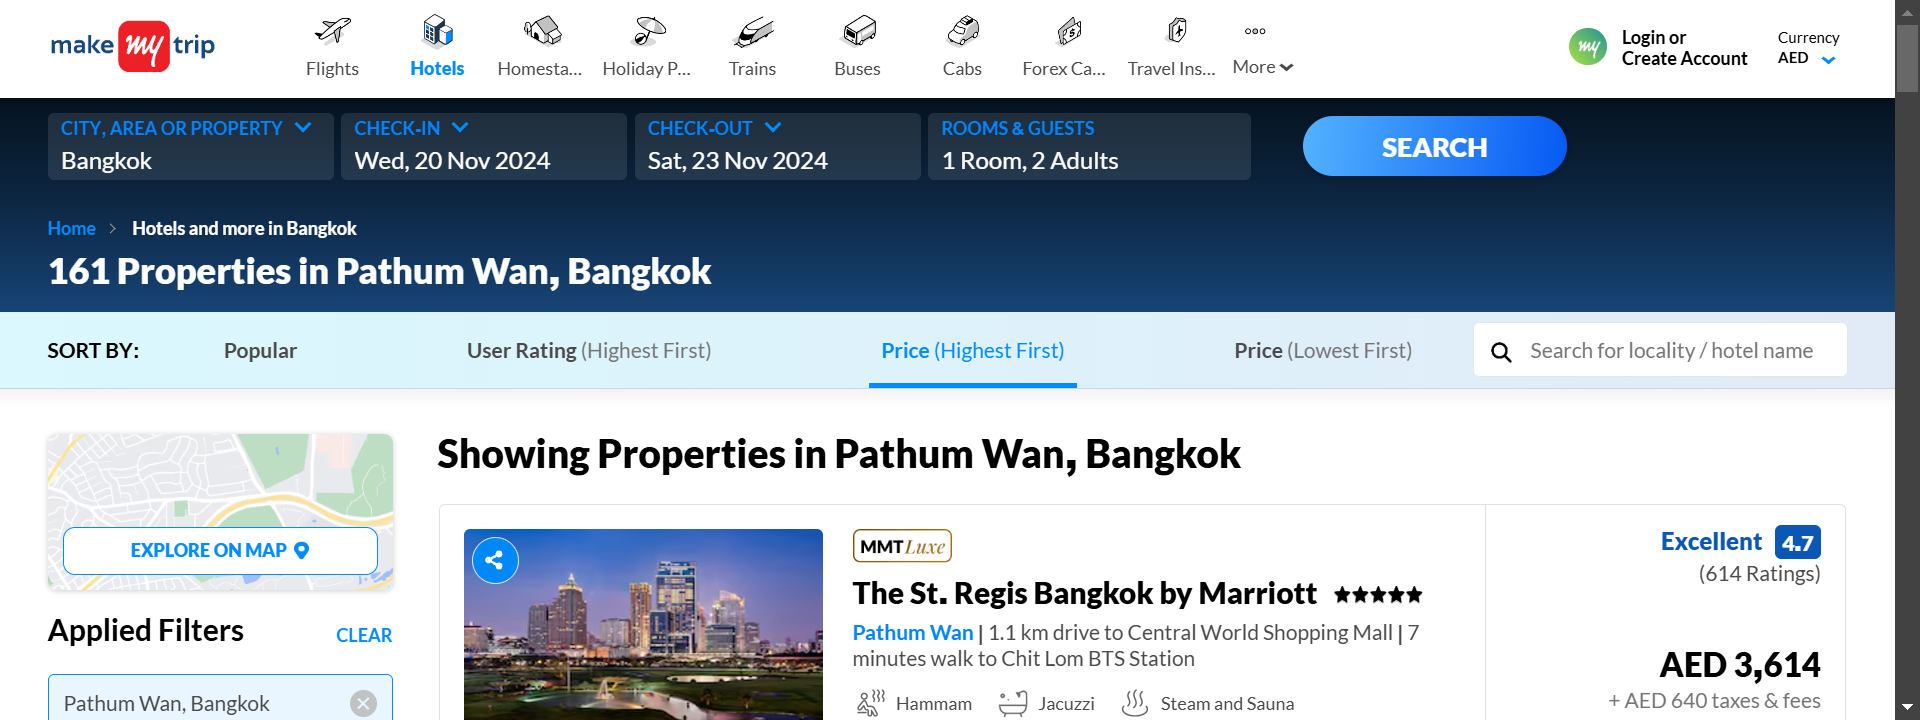 make my trip
Flights
Hotels
Homesta...
Holiday P...
Trains
Buses
Cabs
Forex Ca...
Travel Ins...
More
my
Login or
Create Account
Currency
AED
CITY, AREA OR PROPERTY
Bangkok
CHECK-IN
Wed, 20 Nov 2024
CHECK-OUT
Sat, 23 Nov 2024
ROOMS & GUESTS
1 Room, 2 Adults
SEARCH
Home > Hotels and more in Bangkok
161 Properties in Pathum Wan, Bangkok
SORT BY:
Popular
User Rating (Highest First)
Price (Highest First)
Price (Lowest First)
Search for locality / hotel name
EXPLORE ON MAP
Applied Filters
CLEAR
Pathum Wan, Bangkok
Showing Properties in Pathum Wan, Bangkok
MMT Luxe
The St. Regis Bangkok by Marriott
Pathum Wan | 1.1 km drive to Central World Shopping Mall | 7
minutes walk to Chit Lom BTS Station
Hammam
Jacuzzi
Steam and Sauna
Excellent 4.7
(614 Ratings)
AED 3,614
+ AED 640 taxes & fees